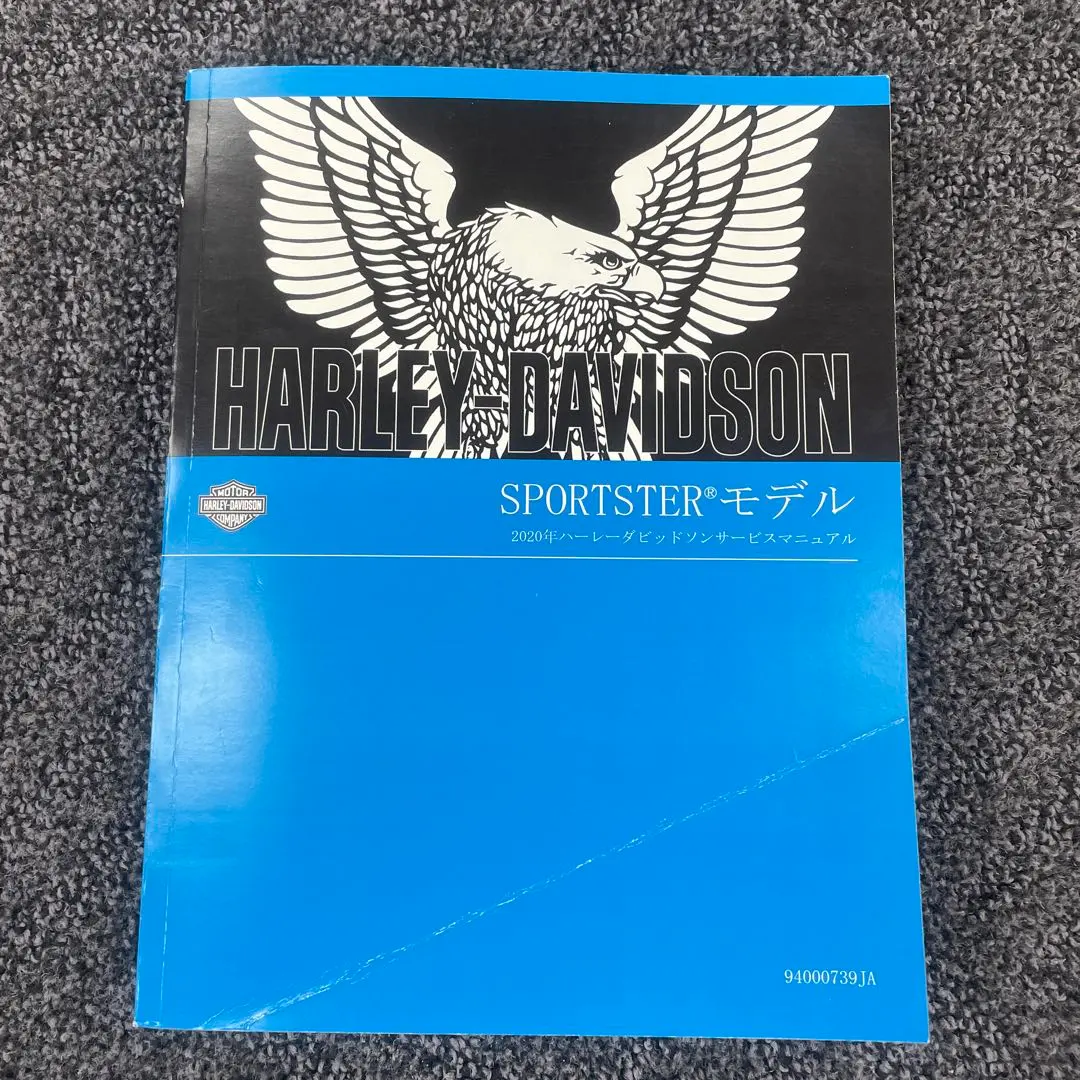 HARLEY-DAVIDSON
MOTOR
HARLEY-DAVIDSON
COMPANY
SPORTSTER®モデル
2020年ハーレーダビッドソンサービスマニュアル
94000739JA